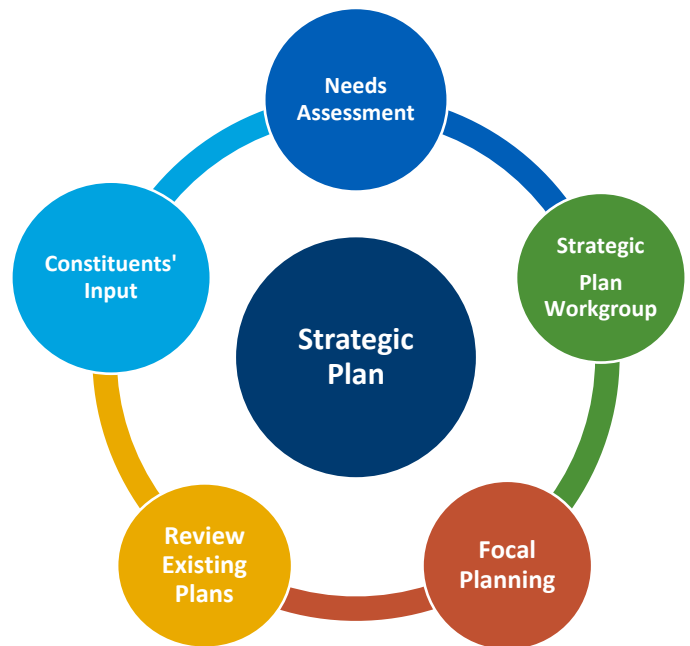 Needs
Assessment
Strategic
Plan
Workgroup
Focal
Planning
Review
Existing
Plans
Constituents'
Input
Strategic
Plan